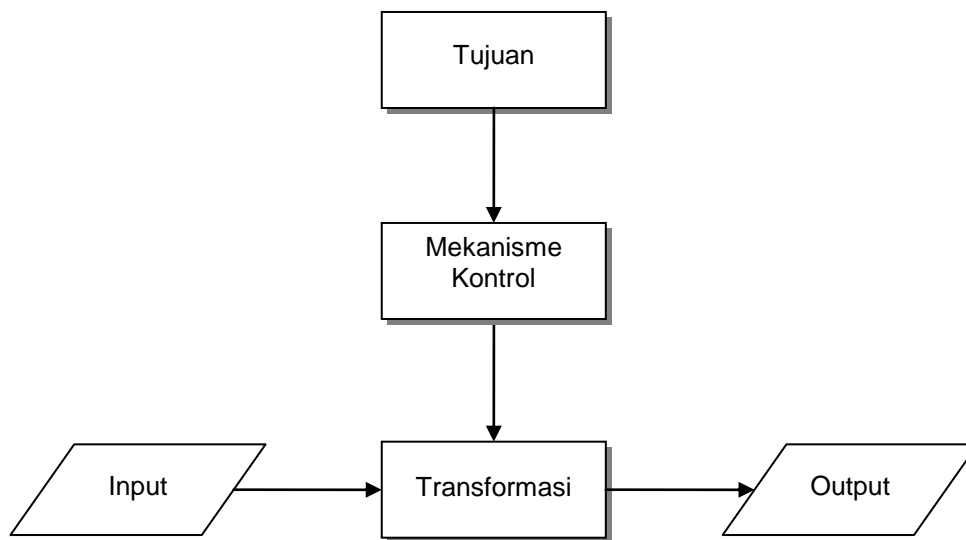 Tujuan
Mekanisme
Kontrol
Input
Transformasi
Output